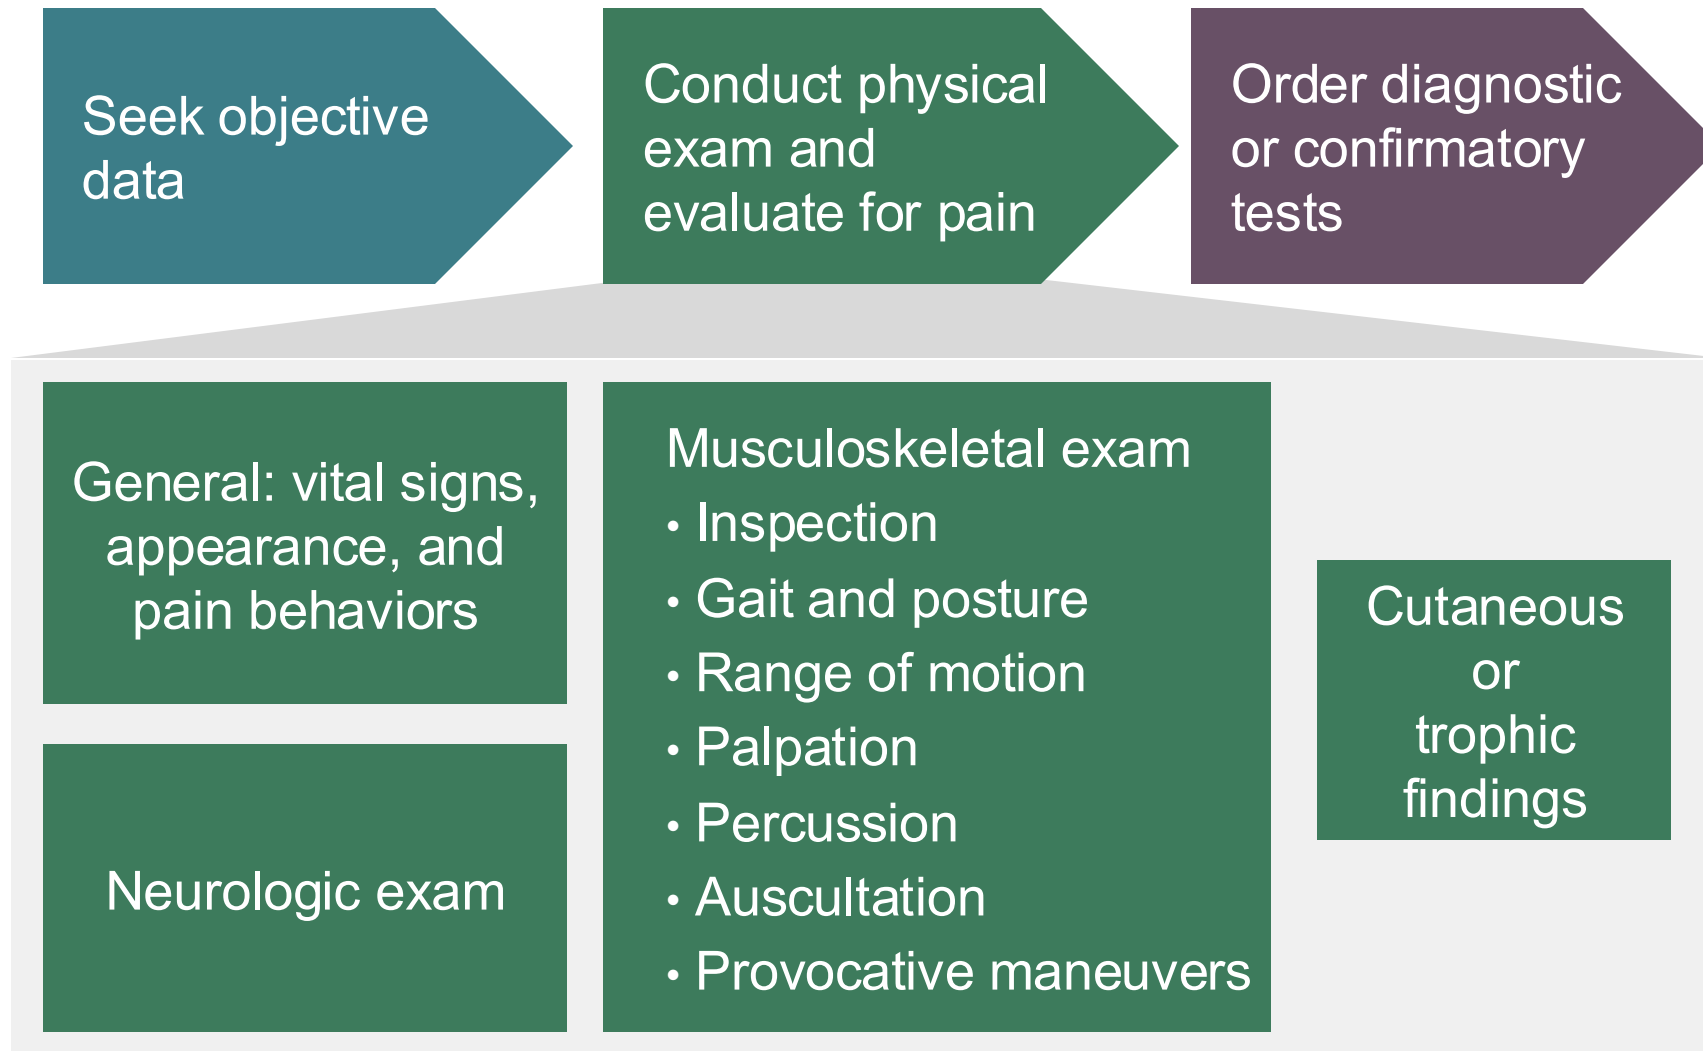 Seek objective
data
Conduct physical
exam and
evaluate for pain
Order diagnostic
or confirmatory
tests
General: vital signs,
appearance, and
pain behaviors
Neurologic exam
Musculoskeletal exam
• Inspection
• Gait and posture
• Range of motion
• Palpation
• Percussion
• Auscultation
• Provocative maneuvers
Cutaneous
or
trophic
findings